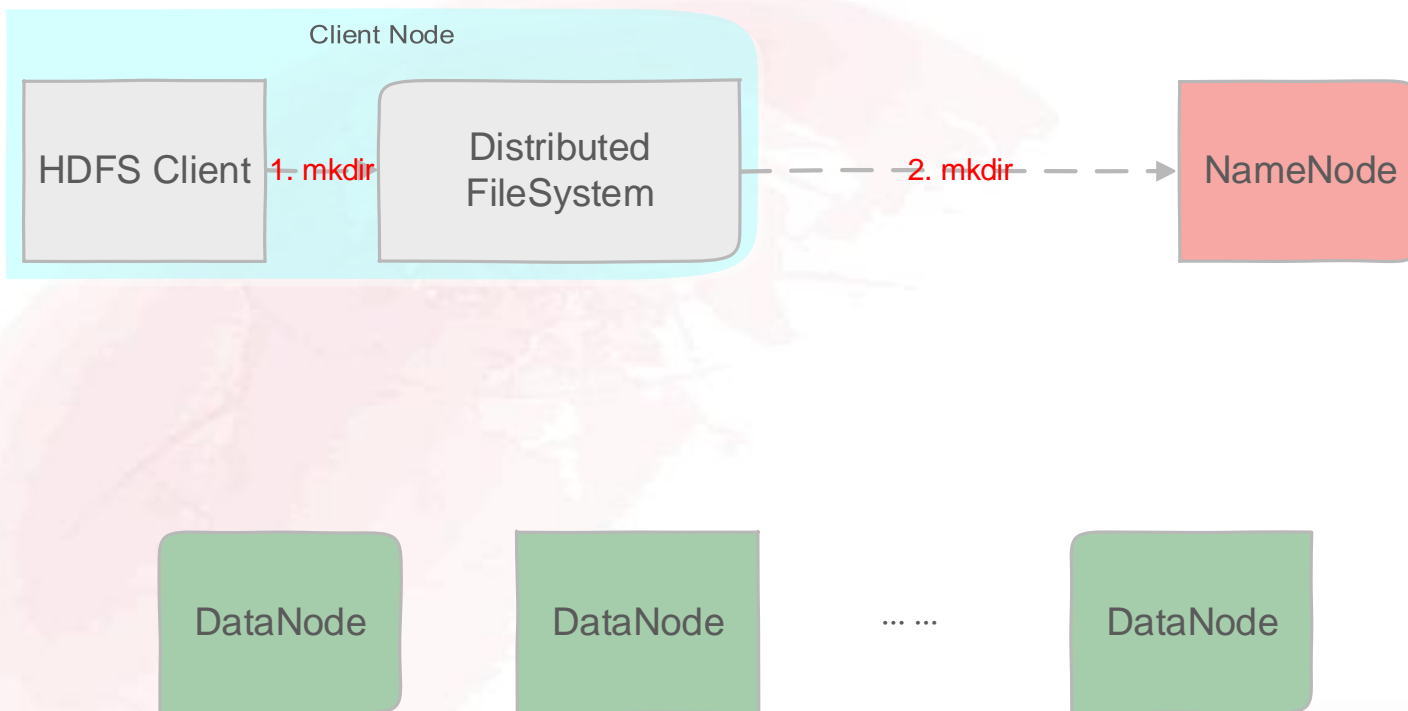 Client Node
HDFS Client
1. mkdir
Distributed
FileSystem
2. mkdir
NameNode
DataNode
DataNode
... ...
DataNode